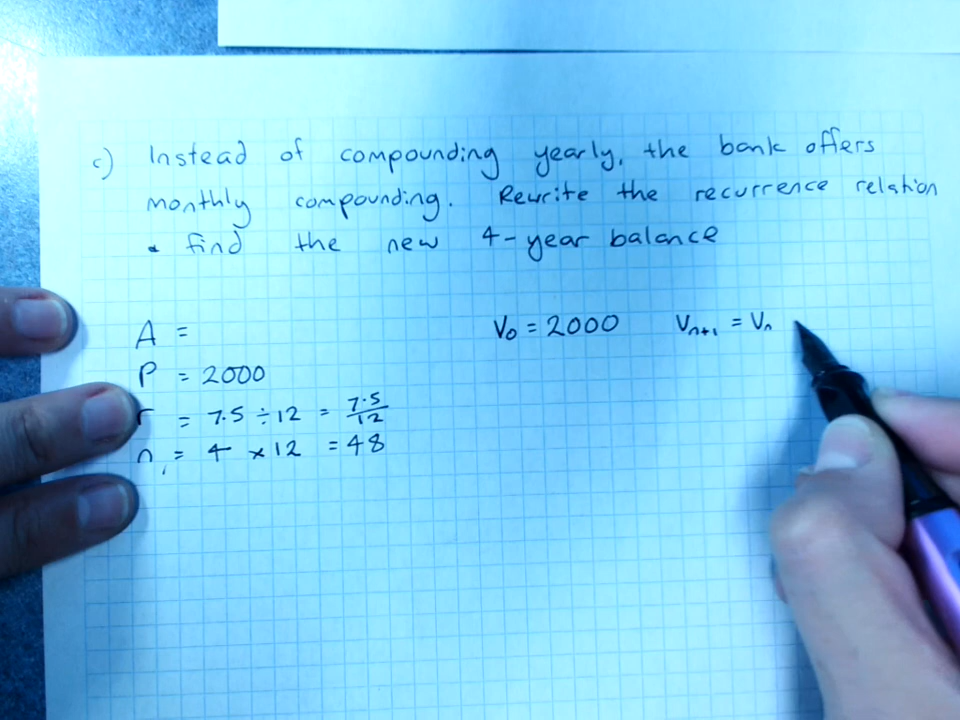 c) Instead of compounding yearly, the bank offers
monthly compounding. Rewrite the recurrence relation
& find the new 4-year balance
A =
V₀ = 2000 Vₙ₊₁ = Vₙ
P = 2000
r = 7.5 ÷ 12 = 7.5/12
n = 4 × 12 = 48